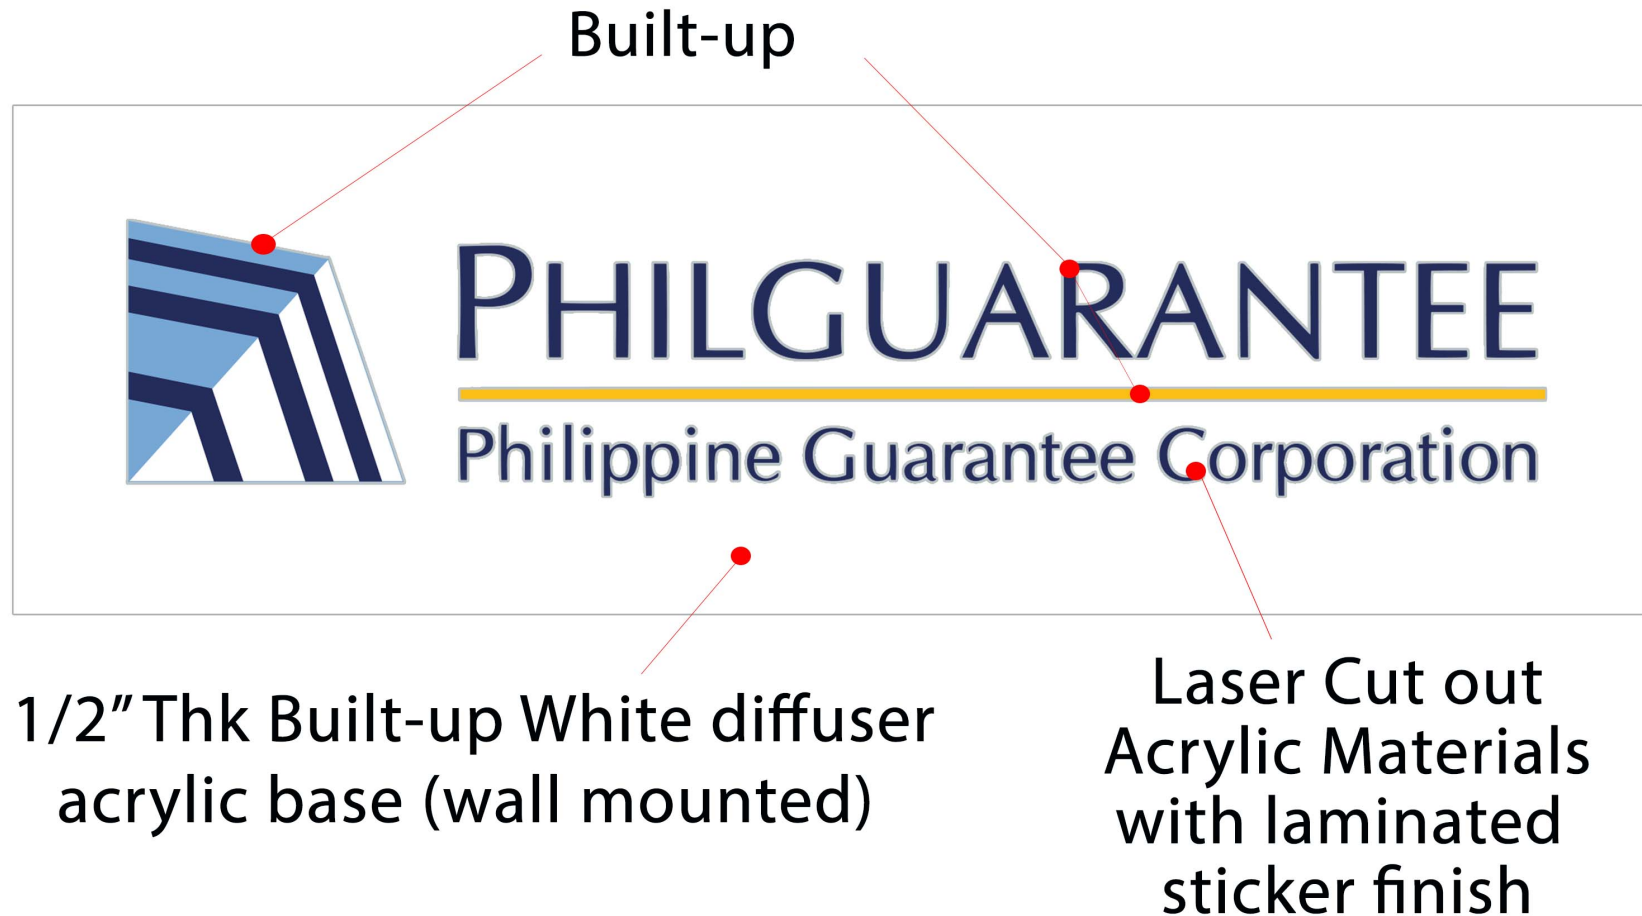 Built-up
PHILGUARANTEE
Philippine Guarantee Corporation
1/2” Thk Built-up White diffuser
acrylic base (wall mounted)
Laser Cut out
Acrylic Materials
with laminated
sticker finish